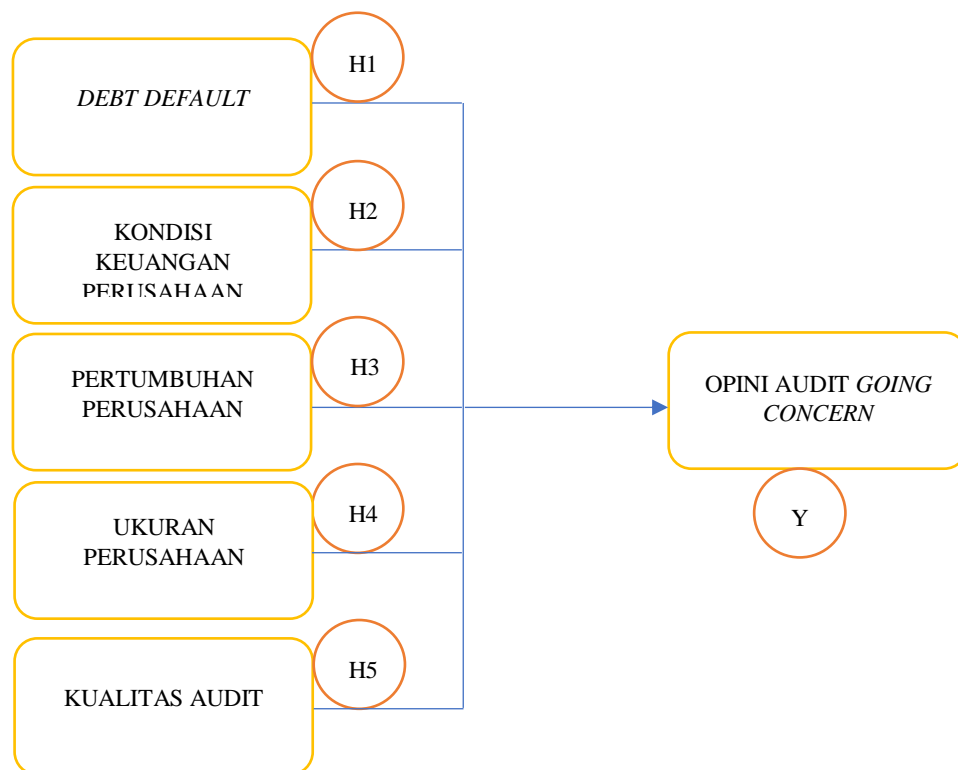 H1
DEBT DEFAULT
H2
KONDISI
KEUANGAN
PERUSAHAAN
H3
PERTUMBUHAN
PERUSAHAAN
OPINI AUDIT GOING
CONCERN
H4
UKURAN
PERUSAHAAN
Y
H5
KUALITAS AUDIT